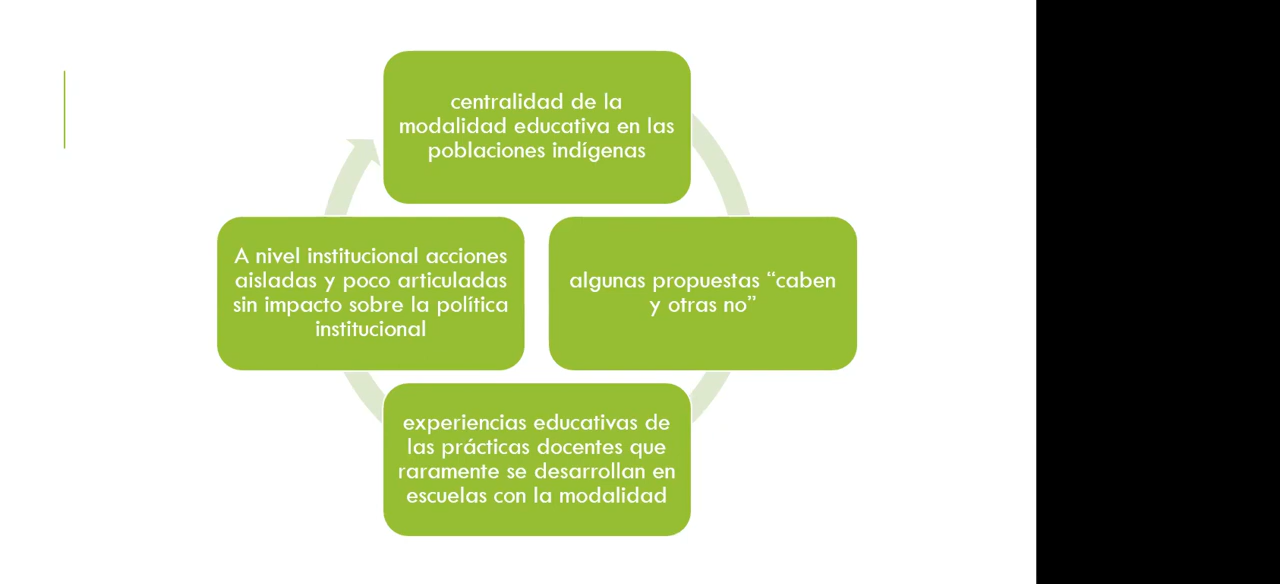 centralidad de la
modalidad educativa en las
poblaciones indígenas
algunas propuestas “caben
y otras no”
experiencias educativas de
las prácticas docentes que
raramente se desarrollan en
escuelas con la modalidad
A nivel institucional acciones
aisladas y poco articuladas
sin impacto sobre la política
institucional